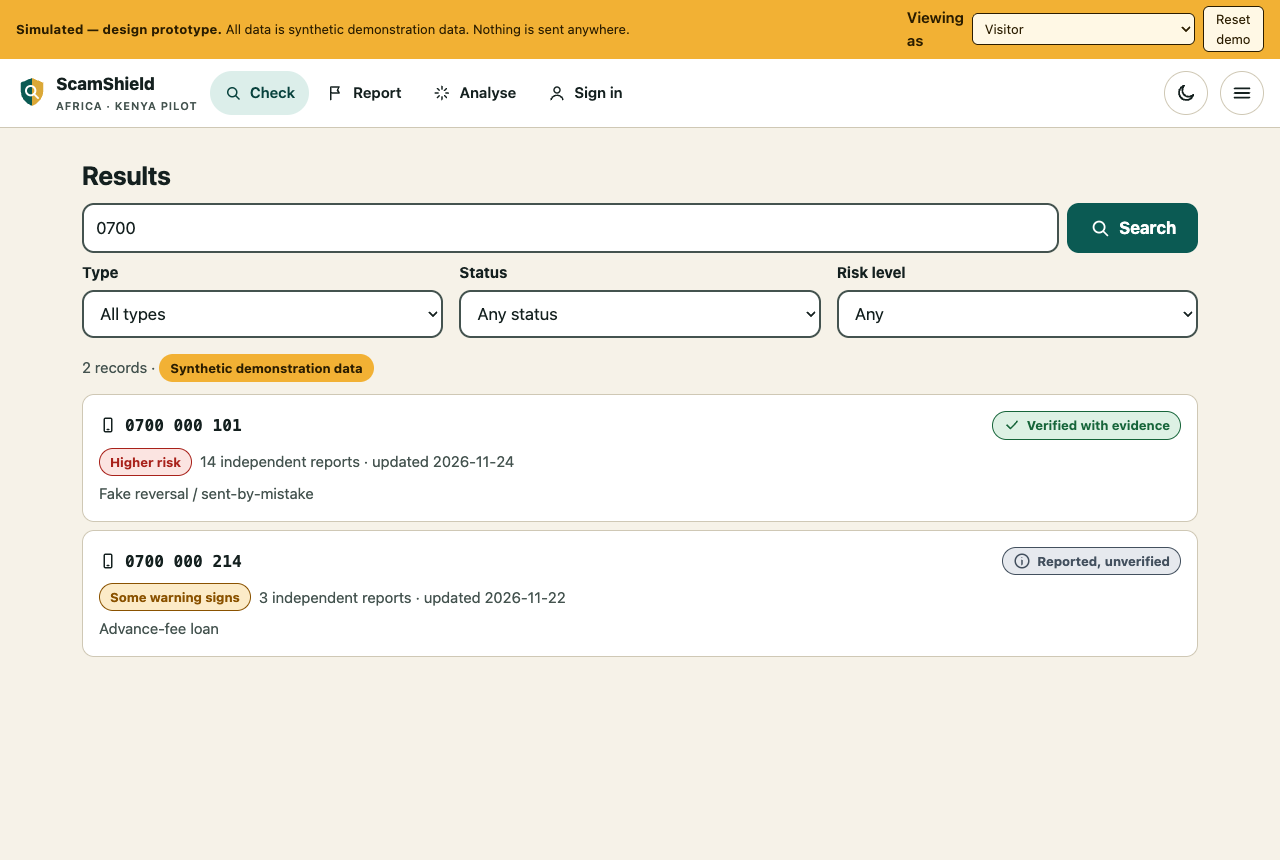 Simulated — design prototype. All data is synthetic demonstration data. Nothing is sent anywhere.
Viewing as
Visitor
Reset demo
ScamShield
AFRICA · KENYA PILOT
Check
Report
Analyse
Sign in
Results
0700
Search
Type
Status
Risk level
All types
Any status
Any
2 records · Synthetic demonstration data
0700 000 101
Verified with evidence
Higher risk 14 independent reports · updated 2026-11-24
Fake reversal / sent-by-mistake
0700 000 214
Reported, unverified
Some warning signs 3 independent reports · updated 2026-11-22
Advance-fee loan